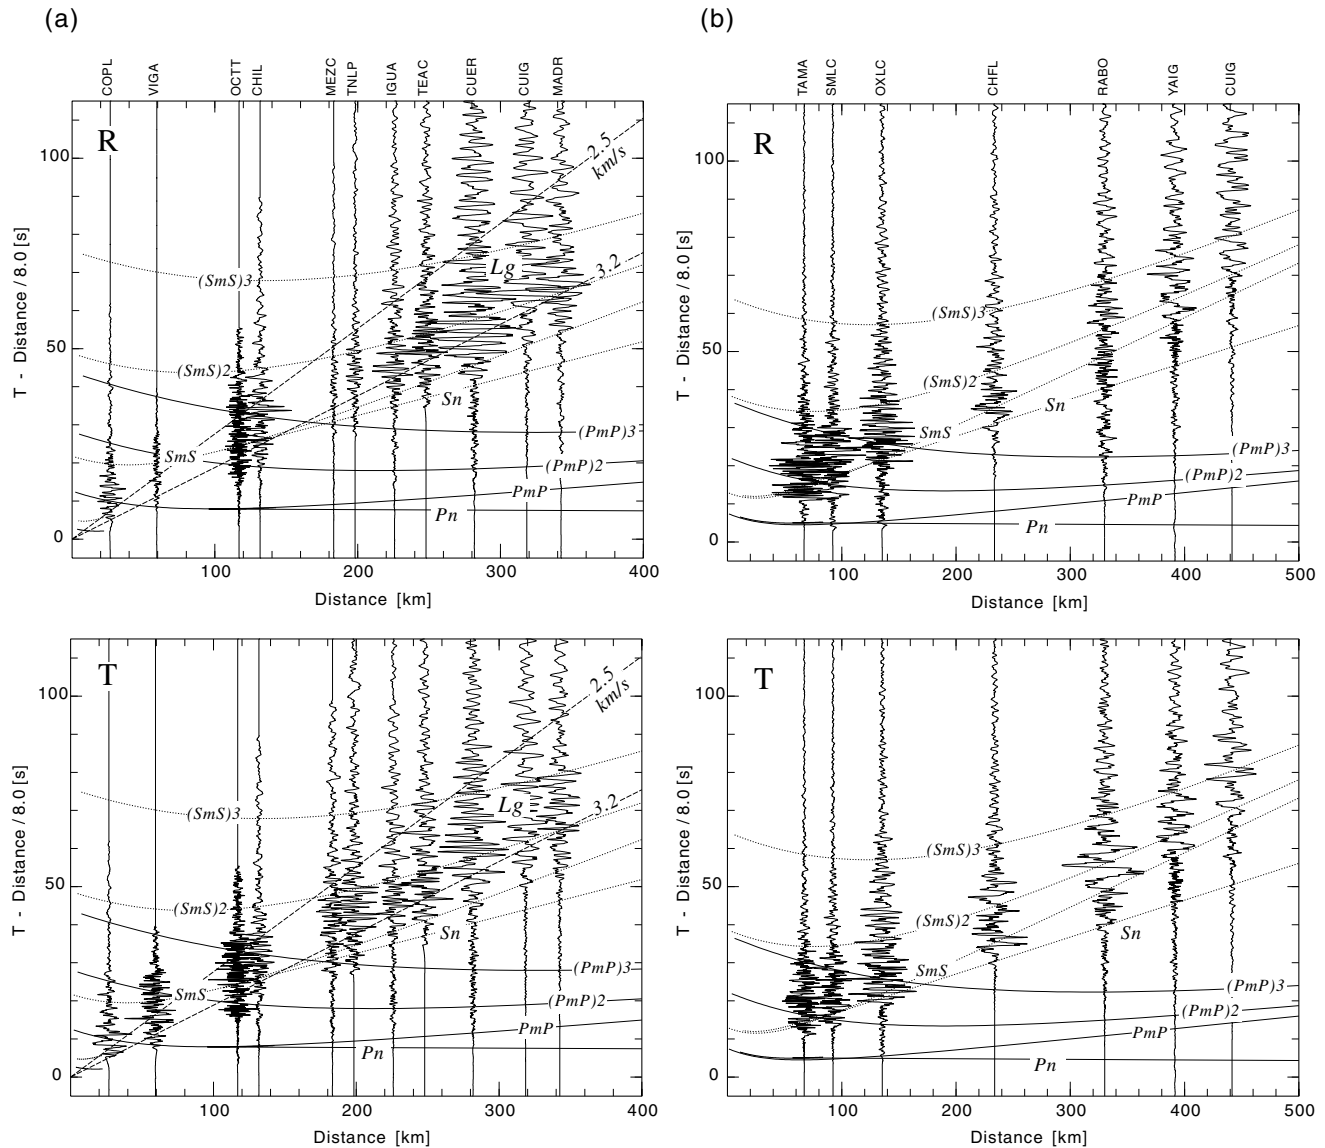 (a)
(b)
COPL VIGA OCTT CHIL MEZC TNLP IGUA TEAC CUER CUIG MADR
R
100
50
0
T - Distance / 8.0 [s]
2.5
km/s
3.2
(SmS)3
Lg
(SmS)2
Sn
SmS
(PmP)3
(PmP)2
PmP
Pn
100 200 300 400
Distance [km]
TAMA SMLC OXLC CHFL RABO YAIG CUIG
R
100
50
0
T - Distance / 8.0 [s]
(SmS)3
(SmS)2
Sn
SmS
(PmP)3
(PmP)2
PmP
Pn
0 100 200 300 400 500
Distance [km]
T
100
50
0
T - Distance / 8.0 [s]
2.5
km/s
3.2
(SmS)3
Lg
(SmS)2
Sn
SmS
(PmP)3
(PmP)2
PmP
Pn
100 200 300 400
Distance [km]
T
100
50
0
T - Distance / 8.0 [s]
(SmS)3
(SmS)2
Sn
SmS
(PmP)3
(PmP)2
PmP
Pn
0 100 200 300 400 500
Distance [km]